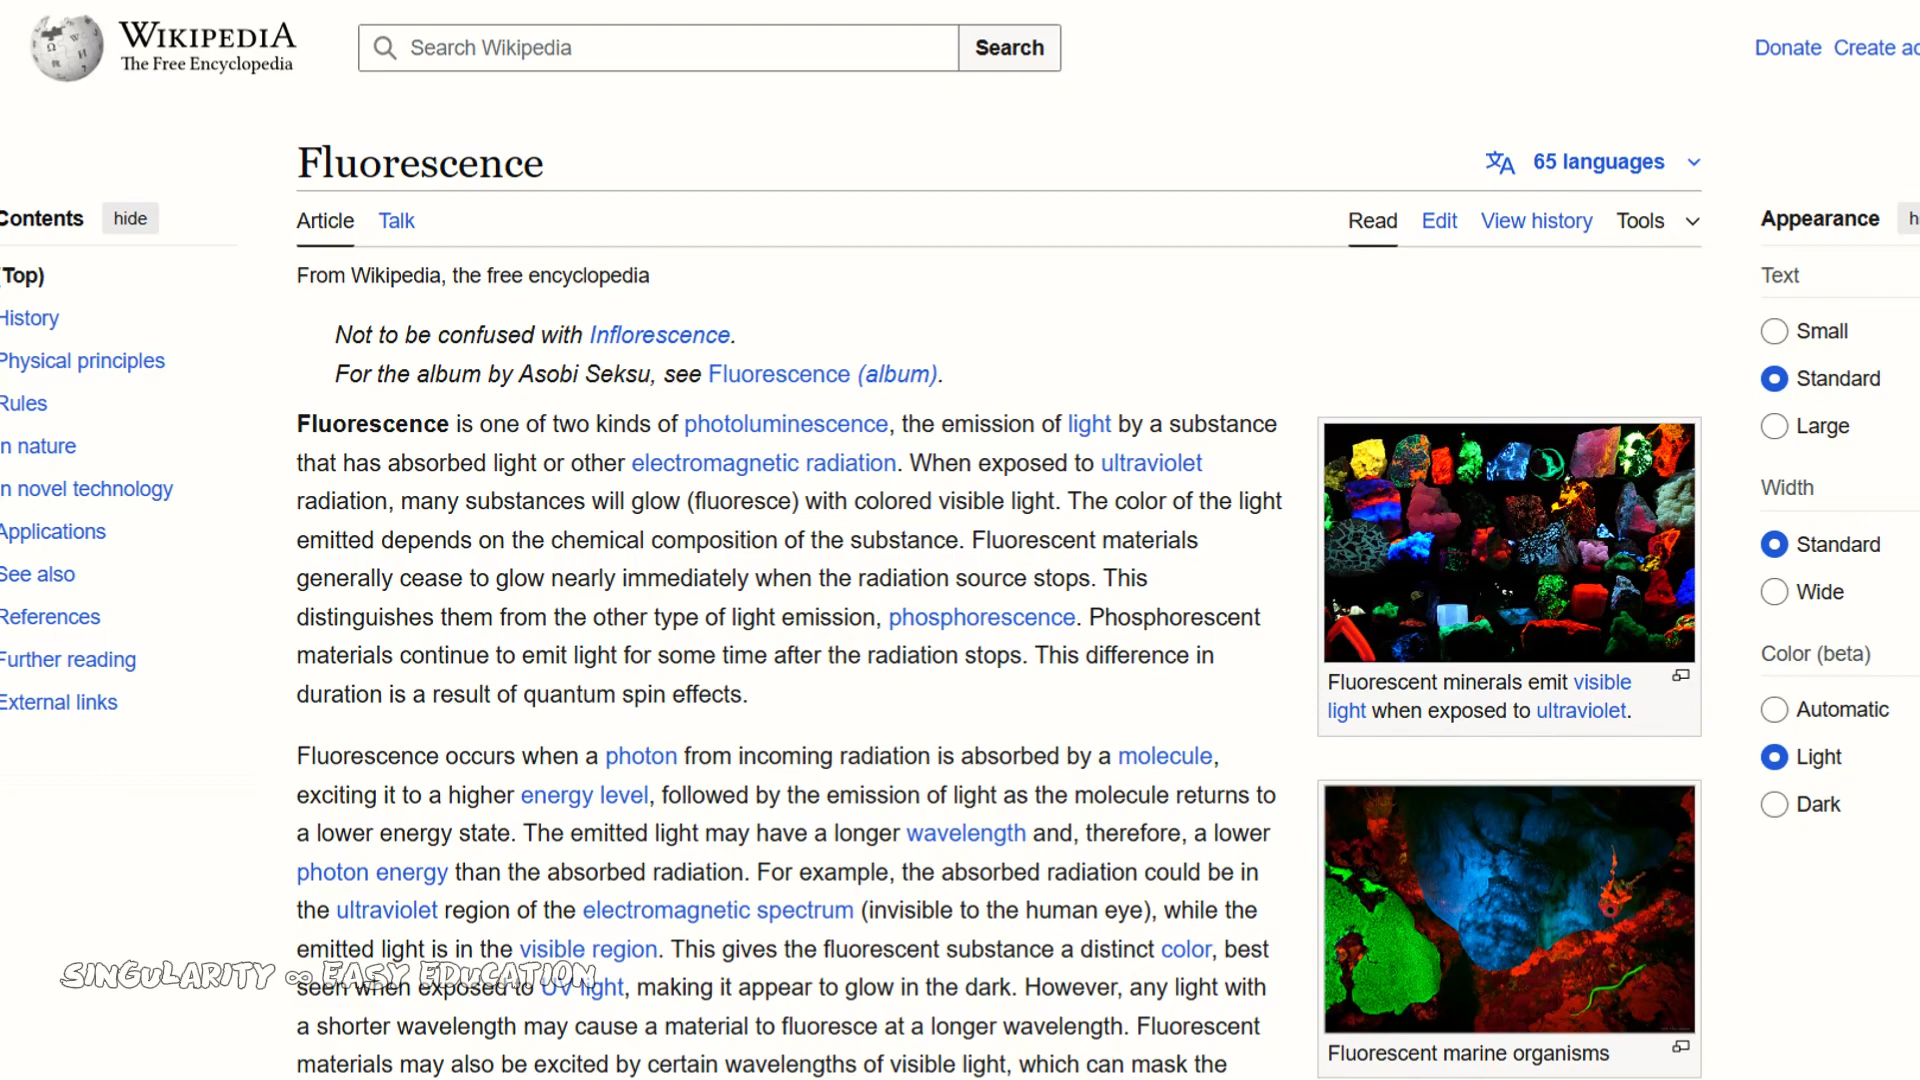 WIKIPEDIA
The Free Encyclopedia
Search Wikipedia
Search
Donate Create ac
Fluorescence
65 languages
Contents hide
Article Talk
Read Edit View history Tools
Appearance hi
(Top)
History
Physical principles
Rules
In nature
In novel technology
Applications
See also
References
Further reading
External links
From Wikipedia, the free encyclopedia
Not to be confused with Inflorescence.
For the album by Asobi Seksu, see Fluorescence (album).
Fluorescence is one of two kinds of photoluminescence, the emission of light by a substance
that has absorbed light or other electromagnetic radiation. When exposed to ultraviolet
radiation, many substances will glow (fluoresce) with colored visible light. The color of the light
emitted depends on the chemical composition of the substance. Fluorescent materials
generally cease to glow nearly immediately when the radiation source stops. This
distinguishes them from the other type of light emission, phosphorescence. Phosphorescent
materials continue to emit light for some time after the radiation stops. This difference in
duration is a result of quantum spin effects.
Fluorescence occurs when a photon from incoming radiation is absorbed by a molecule,
exciting it to a higher energy level, followed by the emission of light as the molecule returns to
a lower energy state. The emitted light may have a longer wavelength and, therefore, a lower
photon energy than the absorbed radiation. For example, the absorbed radiation could be in
the ultraviolet region of the electromagnetic spectrum (invisible to the human eye), while the
emitted light is in the visible region. This gives the fluorescent substance a distinct color, best
seen when exposed to UV light, making it appear to glow in the dark. However, any light with
a shorter wavelength may cause a material to fluoresce at a longer wavelength. Fluorescent
materials may also be excited by certain wavelengths of visible light, which can mask the
SINGULARITY ∞ EASY EDUCATION
Fluorescent minerals emit visible
light when exposed to ultraviolet.
Fluorescent marine organisms
Text
Small
Standard
Large
Width
Standard
Wide
Color (beta)
Automatic
Light
Dark